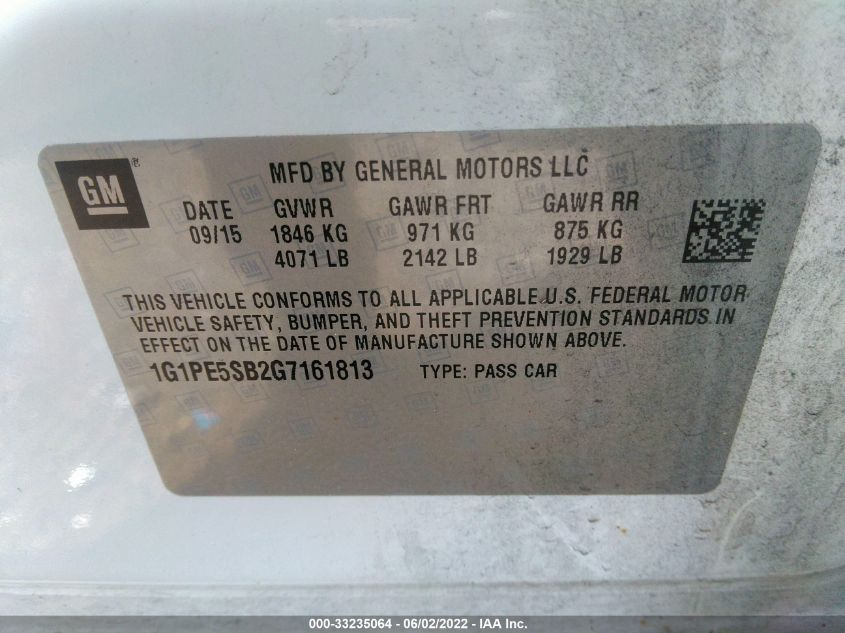 GM
MFD BY GENERAL MOTORS LLC
DATE GVWR GAWR FRT GAWR RR
09/15 1846 KG 971 KG 875 KG
4071 LB 2142 LB 1929 LB
THIS VEHICLE CONFORMS TO ALL APPLICABLE U.S. FEDERAL MOTOR
VEHICLE SAFETY, BUMPER, AND THEFT PREVENTION STANDARDS IN
EFFECT ON THE DATE OF MANUFACTURE SHOWN ABOVE.
1G1PE5SB2G7161813 TYPE: PASS CAR
000-33235064 - 06/02/2022 - IAA Inc.